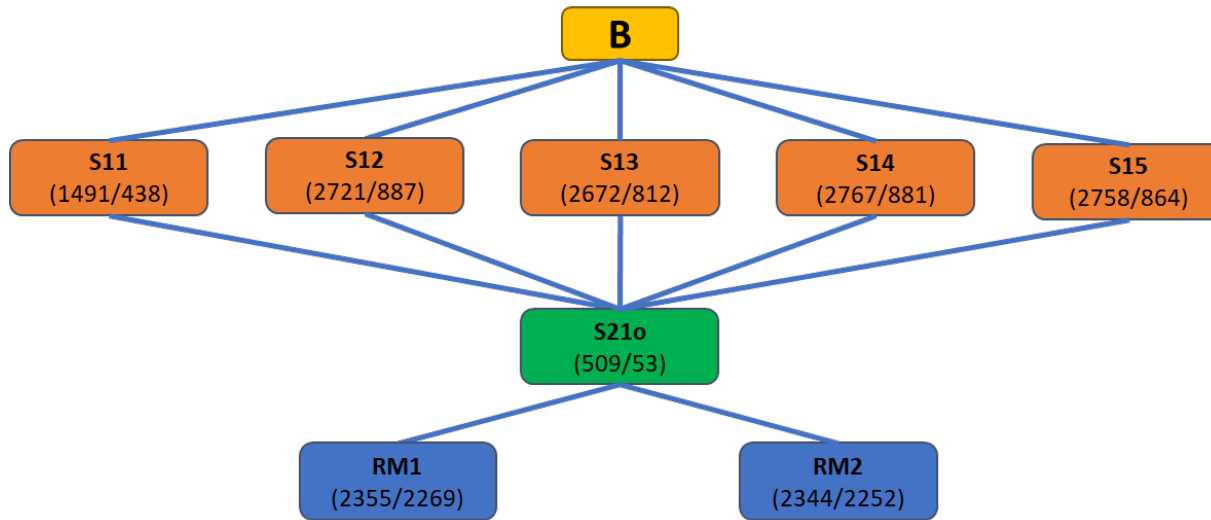 B
S11
(1491/438)
S12
(2721/887)
S13
(2672/812)
S14
(2767/881)
S15
(2758/864)
S21o
(509/53)
RM1
(2355/2269)
RM2
(2344/2252)